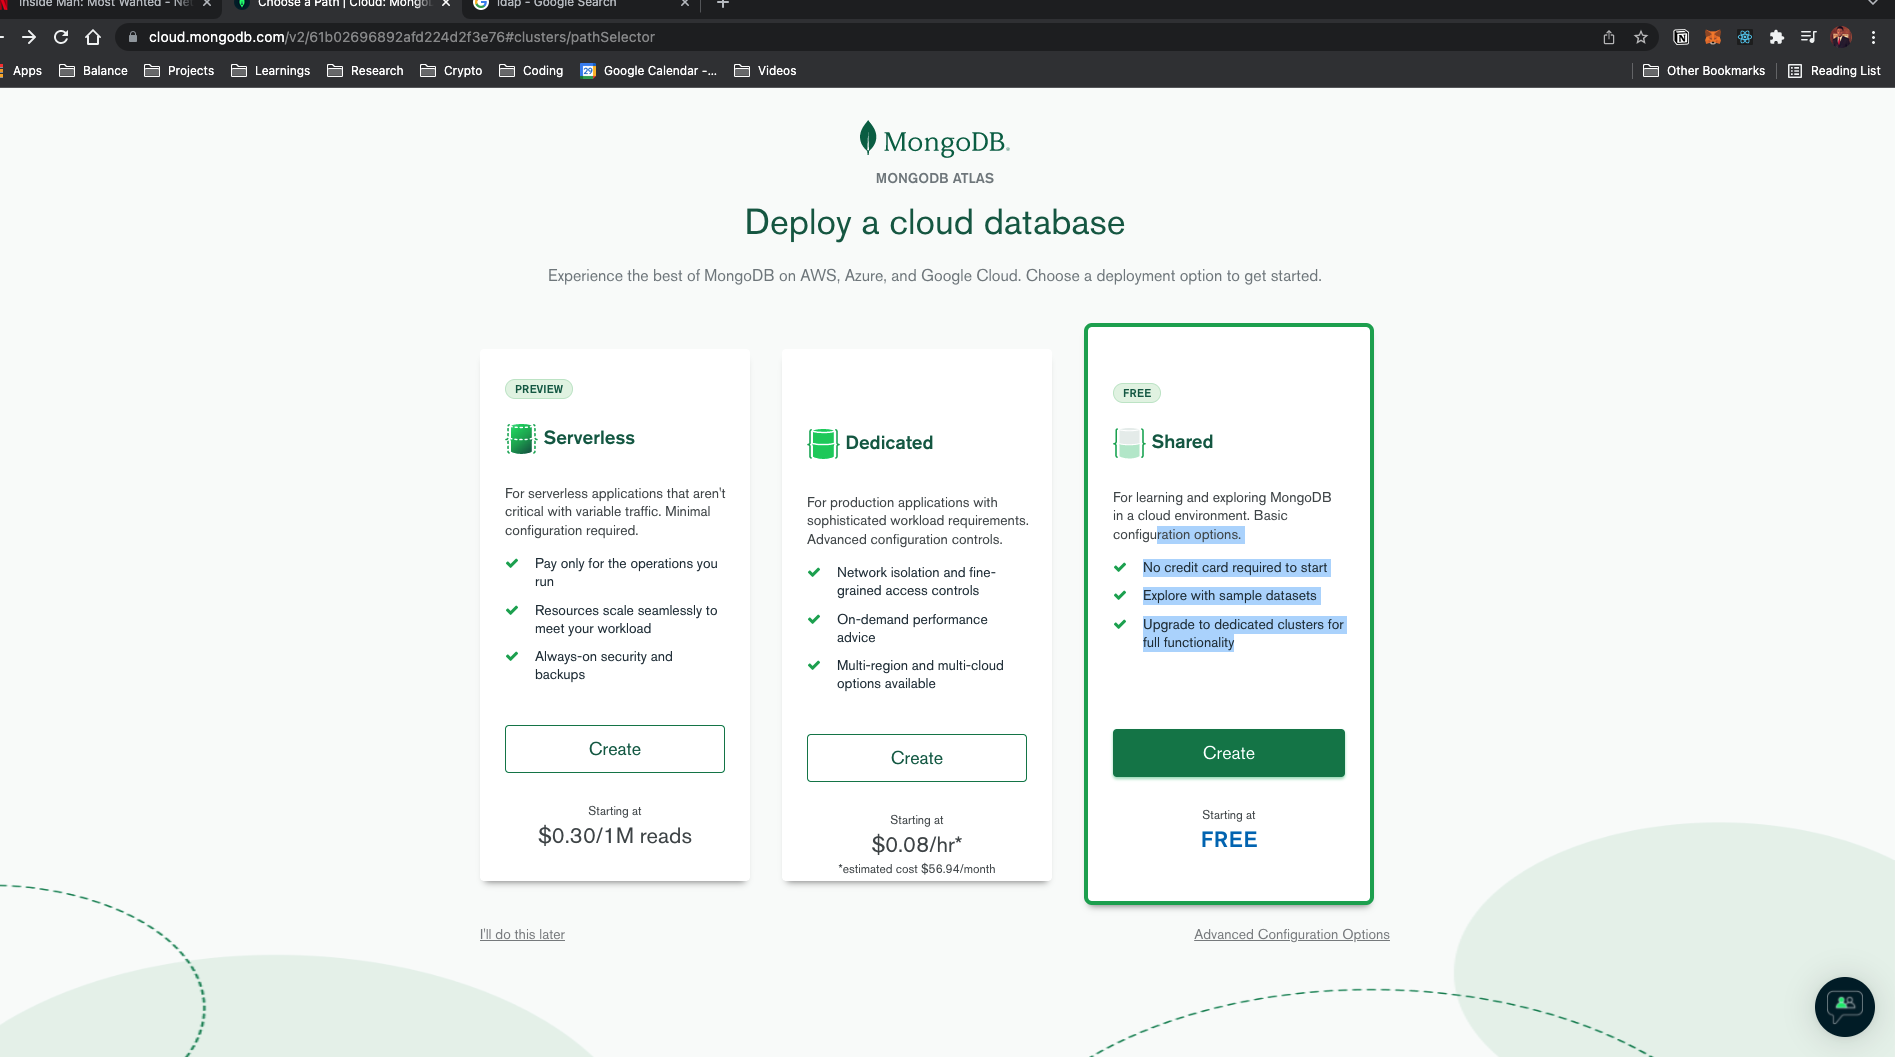 Inside Man: Most Wanted - Net
Choose a Path | Cloud: Mongo
ldap - Google Search
cloud.mongodb.com/v2/61b02696892afd224d2f3e76#clusters/pathSelector
Apps
Balance
Projects
Learnings
Research
Crypto
Coding
29
Google Calendar -...
Videos
Other Bookmarks
Reading List
MongoDB.
MONGODB ATLAS
Deploy a cloud database
Experience the best of MongoDB on AWS, Azure, and Google Cloud. Choose a deployment option to get started.
PREVIEW
Serverless
For serverless applications that aren't
critical with variable traffic. Minimal
configuration required.
Pay only for the operations you
run
Resources scale seamlessly to
meet your workload
Always-on security and
backups
Create
Starting at
$0.30/1M reads
Dedicated
For production applications with
sophisticated workload requirements.
Advanced configuration controls.
Network isolation and fine-
grained access controls
On-demand performance
advice
Multi-region and multi-cloud
options available
Create
Starting at
$0.08/hr*
*estimated cost $56.94/month
FREE
Shared
For learning and exploring MongoDB
in a cloud environment. Basic
configuration options.
No credit card required to start
Explore with sample datasets
Upgrade to dedicated clusters for
full functionality
Create
Starting at
FREE
I'll do this later
Advanced Configuration Options